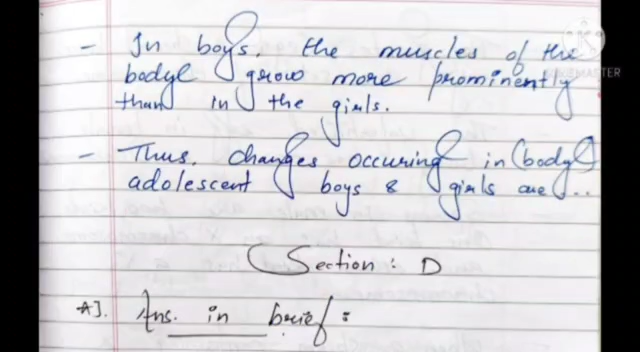 - In boys, the muscles of the
body grow more prominently
than in the girls.
- Thus, changes occuring in (body)
adolescent boys & girls are..
Section: D
A]. Ans. in brief:
KINEMASTER